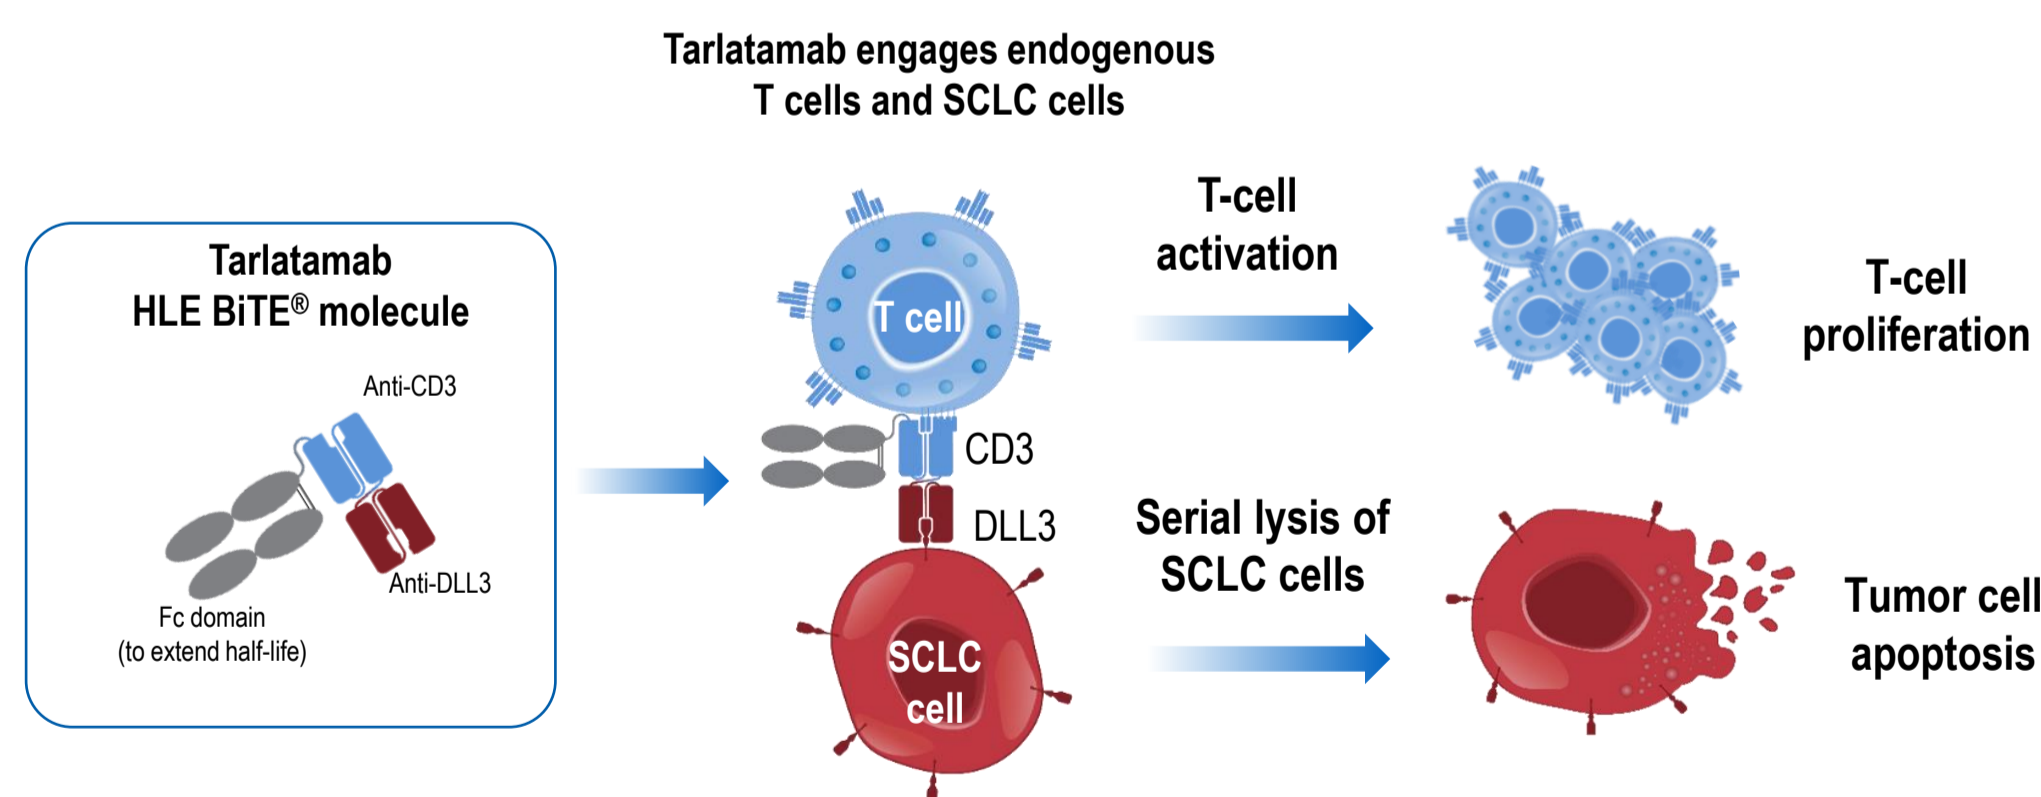 Tarlatamab engages endogenous
T cells and SCLC cells
Tarlatamab
HLE BiTE® molecule
Anti-CD3
Anti-DLL3
Fc domain
(to extend half-life)
T cell
CD3
DLL3
SCLC
cell
T-cell
activation
T-cell
proliferation
Serial lysis of
SCLC cells
Tumor cell
apoptosis